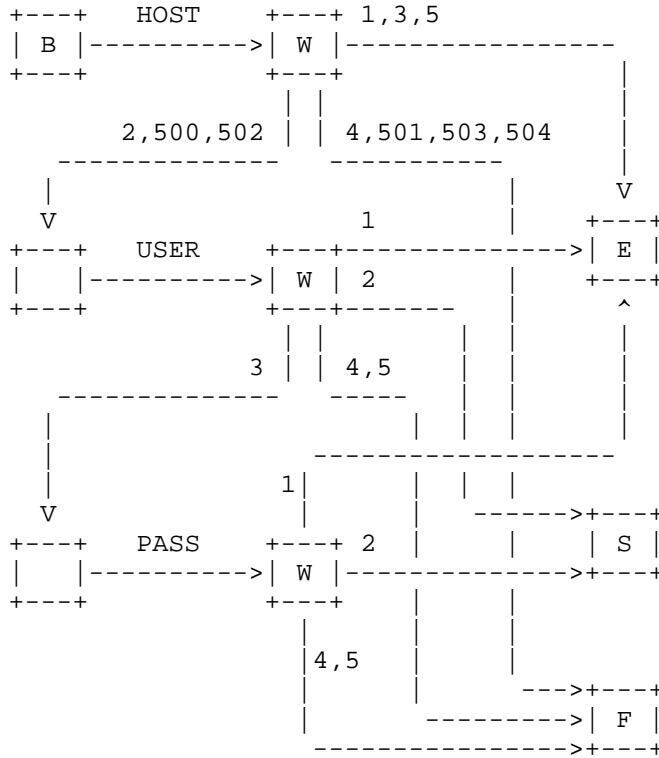 HOST 1,3,5
B W
2,500,502 4,501,503,504
V V
1
USER E
W 2
3 4,5
1
V
PASS 2 S
W
4,5
F